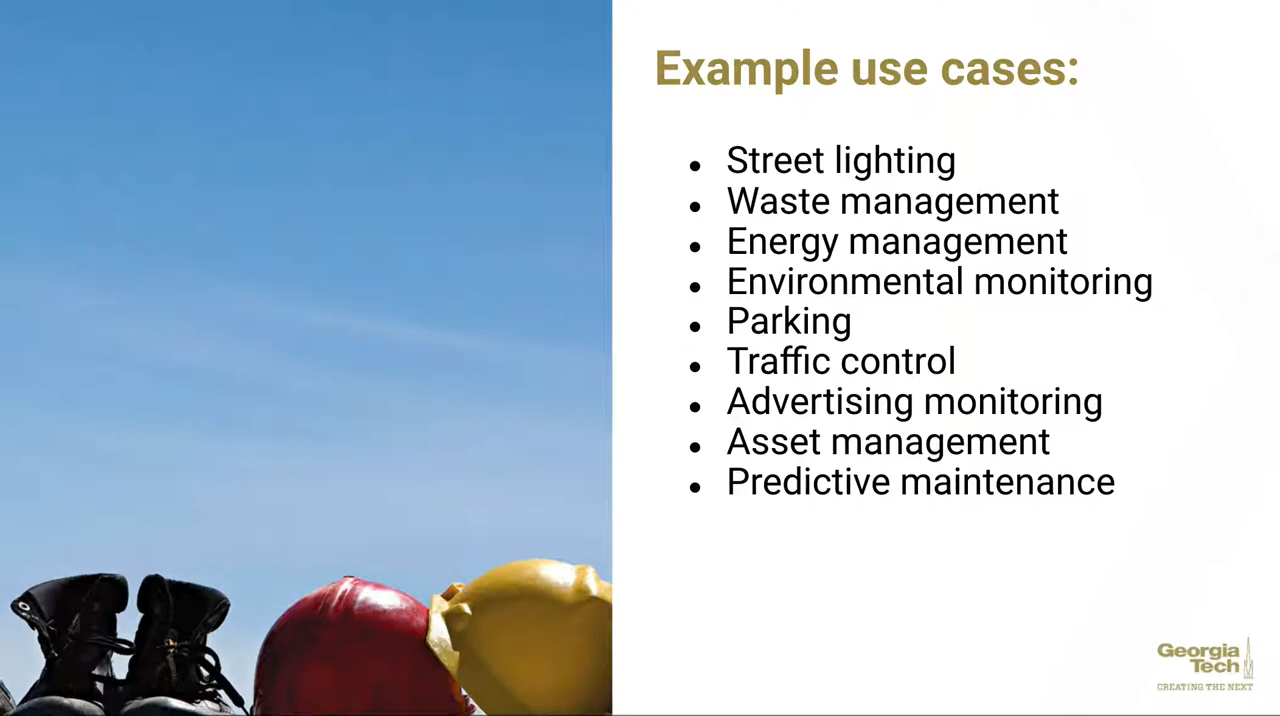 Example use cases:
Street lighting
Waste management
Energy management
Environmental monitoring
Parking
Traffic control
Advertising monitoring
Asset management
Predictive maintenance
Georgia
Tech
CREATING THE NEXT